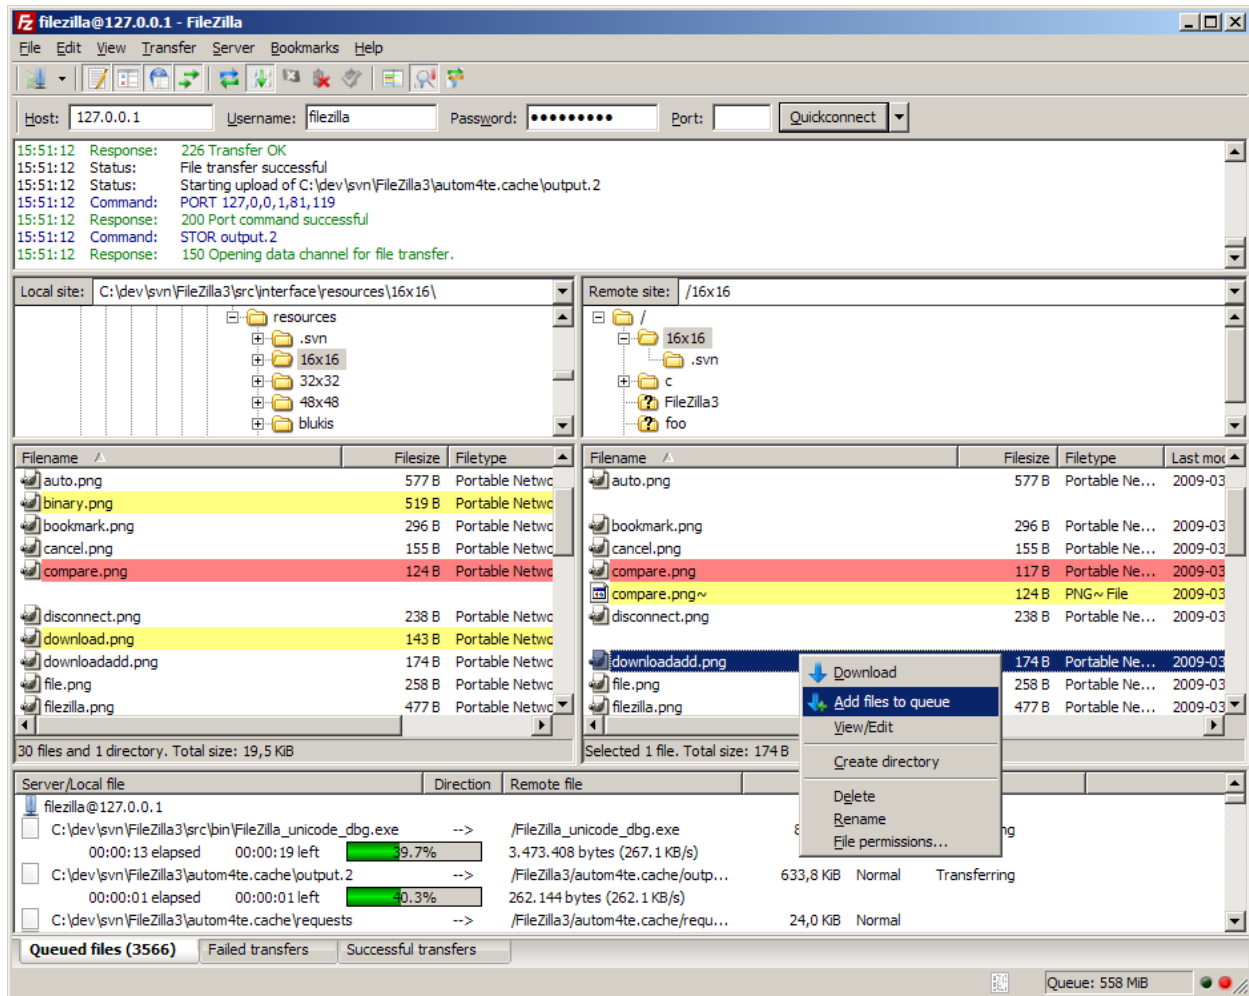 filezilla@127.0.0.1 - FileZilla
File Edit View Transfer Server Bookmarks Help
Host: 127.0.0.1 Username: filezilla Password: ●●●●●●●●● Port: Quickconnect
15:51:12 Response: 226 Transfer OK
15:51:12 Status: File transfer successful
15:51:12 Status: Starting upload of C:\dev\svn\FileZilla3\autom4te.cache\output.2
15:51:12 Command: PORT 127,0,0,1,81,119
15:51:12 Response: 200 Port command successful
15:51:12 Command: STOR output.2
15:51:12 Response: 150 Opening data channel for file transfer.
Local site: C:\dev\svn\FileZilla3\src\interface\resources\16x16\
resources
.svn
16x16
32x32
48x48
blukis
Remote site: /16x16
/
16x16
.svn
c
FileZilla3
foo
Filename Filesize Filetype
auto.png 577 B Portable Netwo
binary.png 519 B Portable Netwo
bookmark.png 296 B Portable Netwo
cancel.png 155 B Portable Netwo
compare.png 124 B Portable Netwo
disconnect.png 238 B Portable Netwo
download.png 143 B Portable Netwo
downloadadd.png 174 B Portable Netwo
file.png 258 B Portable Netwo
filezilla.png 477 B Portable Netwo
30 files and 1 directory. Total size: 19,5 KiB
Filename Filesize Filetype Last mod
auto.png 577 B Portable Ne... 2009-03
bookmark.png 296 B Portable Ne... 2009-03
cancel.png 155 B Portable Ne... 2009-03
compare.png 117 B Portable Ne... 2009-03
compare.png~ 124 B PNG~ File 2009-03
disconnect.png 238 B Portable Ne... 2009-03
downloadadd.png 174 B Portable Ne... 2009-03
file.png 258 B Portable Ne... 2009-03
filezilla.png 477 B Portable Ne... 2009-03
Selected 1 file. Total size: 174 B
Download
Add files to queue
View/Edit
Create directory
Delete
Rename
File permissions...
Server/Local file Direction Remote file
filezilla@127.0.0.1
C:\dev\svn\FileZilla3\src\bin\FileZilla_unicode_dbg.exe --> /FileZilla_unicode_dbg.exe 8 ng
00:00:13 elapsed 00:00:19 left 39.7% 3.473.408 bytes (267.1 KB/s)
C:\dev\svn\FileZilla3\autom4te.cache\output.2 --> /FileZilla3/autom4te.cache/outp... 633,8 KiB Normal Transferring
00:00:01 elapsed 00:00:01 left 40.3% 262.144 bytes (262.1 KB/s)
C:\dev\svn\FileZilla3\autom4te.cache\requests --> /FileZilla3/autom4te.cache/requ... 24,0 KiB Normal
Queued files (3566) Failed transfers Successful transfers
Queue: 558 MiB